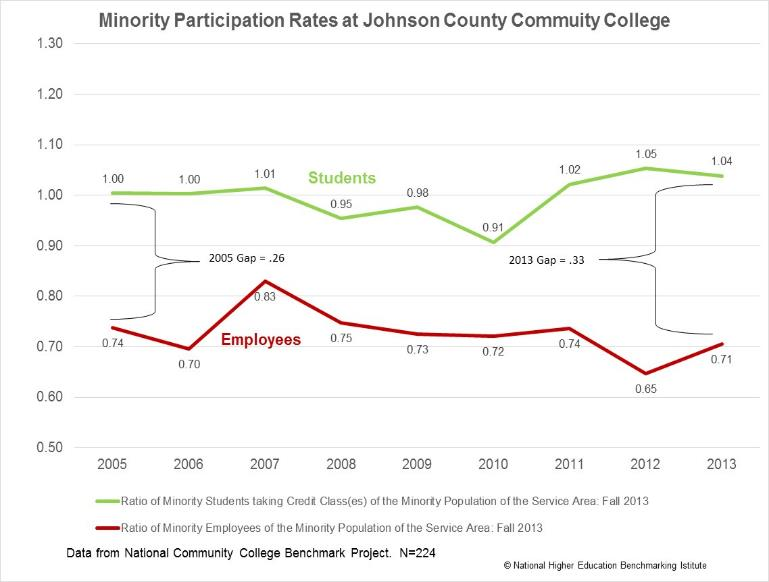 Minority Participation Rates at Johnson County Commuity College
1.30
1.20
1.10
1.00
0.90
0.80
0.70
0.60
0.50
1.00 1.00 1.01 0.95 0.98 0.91 1.02 1.05 1.04
Students
2005 Gap = .26
2013 Gap = .33
Employees
0.74 0.70 0.83 0.75 0.73 0.72 0.74 0.65 0.71
2005 2006 2007 2008 2009 2010 2011 2012 2013
Ratio of Minority Students taking Credit Class(es) of the Minority Population of the Service Area: Fall 2013
Ratio of Minority Employees of the Minority Population of the Service Area: Fall 2013
Data from National Community College Benchmark Project. N=224
© National Higher Education Benchmarking Istitute